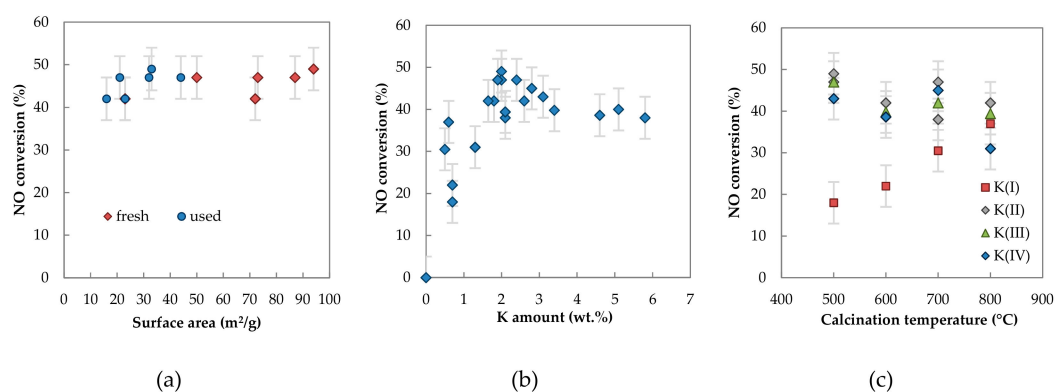 60
50
40
30
20
10
0
NO conversion (%)
fresh
used
0 10 20 30 40 50 60 70 80 90 100
Surface area (m²/g)
(a)
60
50
40
30
20
10
0
NO conversion (%)
0 1 2 3 4 5 6 7
K amount (wt.%)
(b)
60
50
40
30
20
10
0
NO conversion (%)
K(I)
K(II)
K(III)
K(IV)
400 500 600 700 800 900
Calcination temperature (°C)
(c)